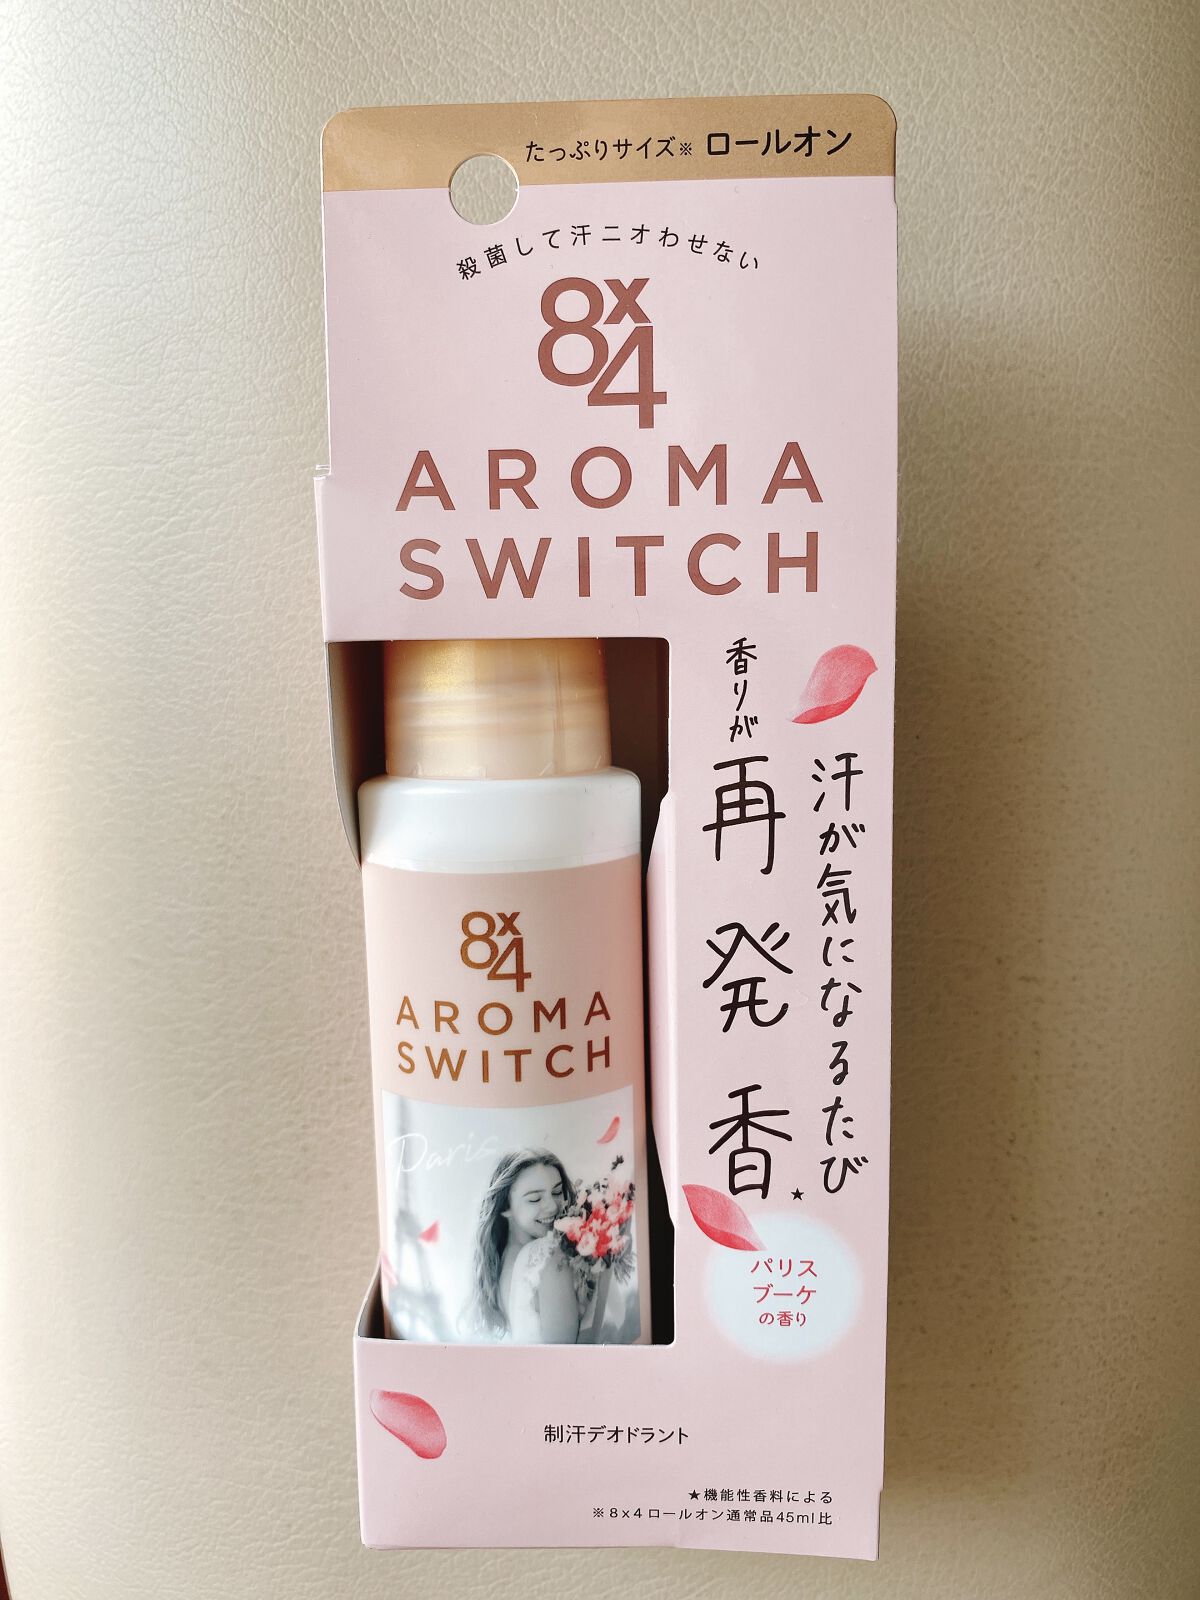 たっぷりサイズ※ ロールオン
殺菌して汗ニオわせない
8x4
AROMA
SWITCH
汗が気になるたび
香りが
再発香★
パリス
ブーケ
の香り
8x4
AROMA
SWITCH
Paris
制汗デオドラント
★機能性香料による
※8x4ロールオン通常品45ml比